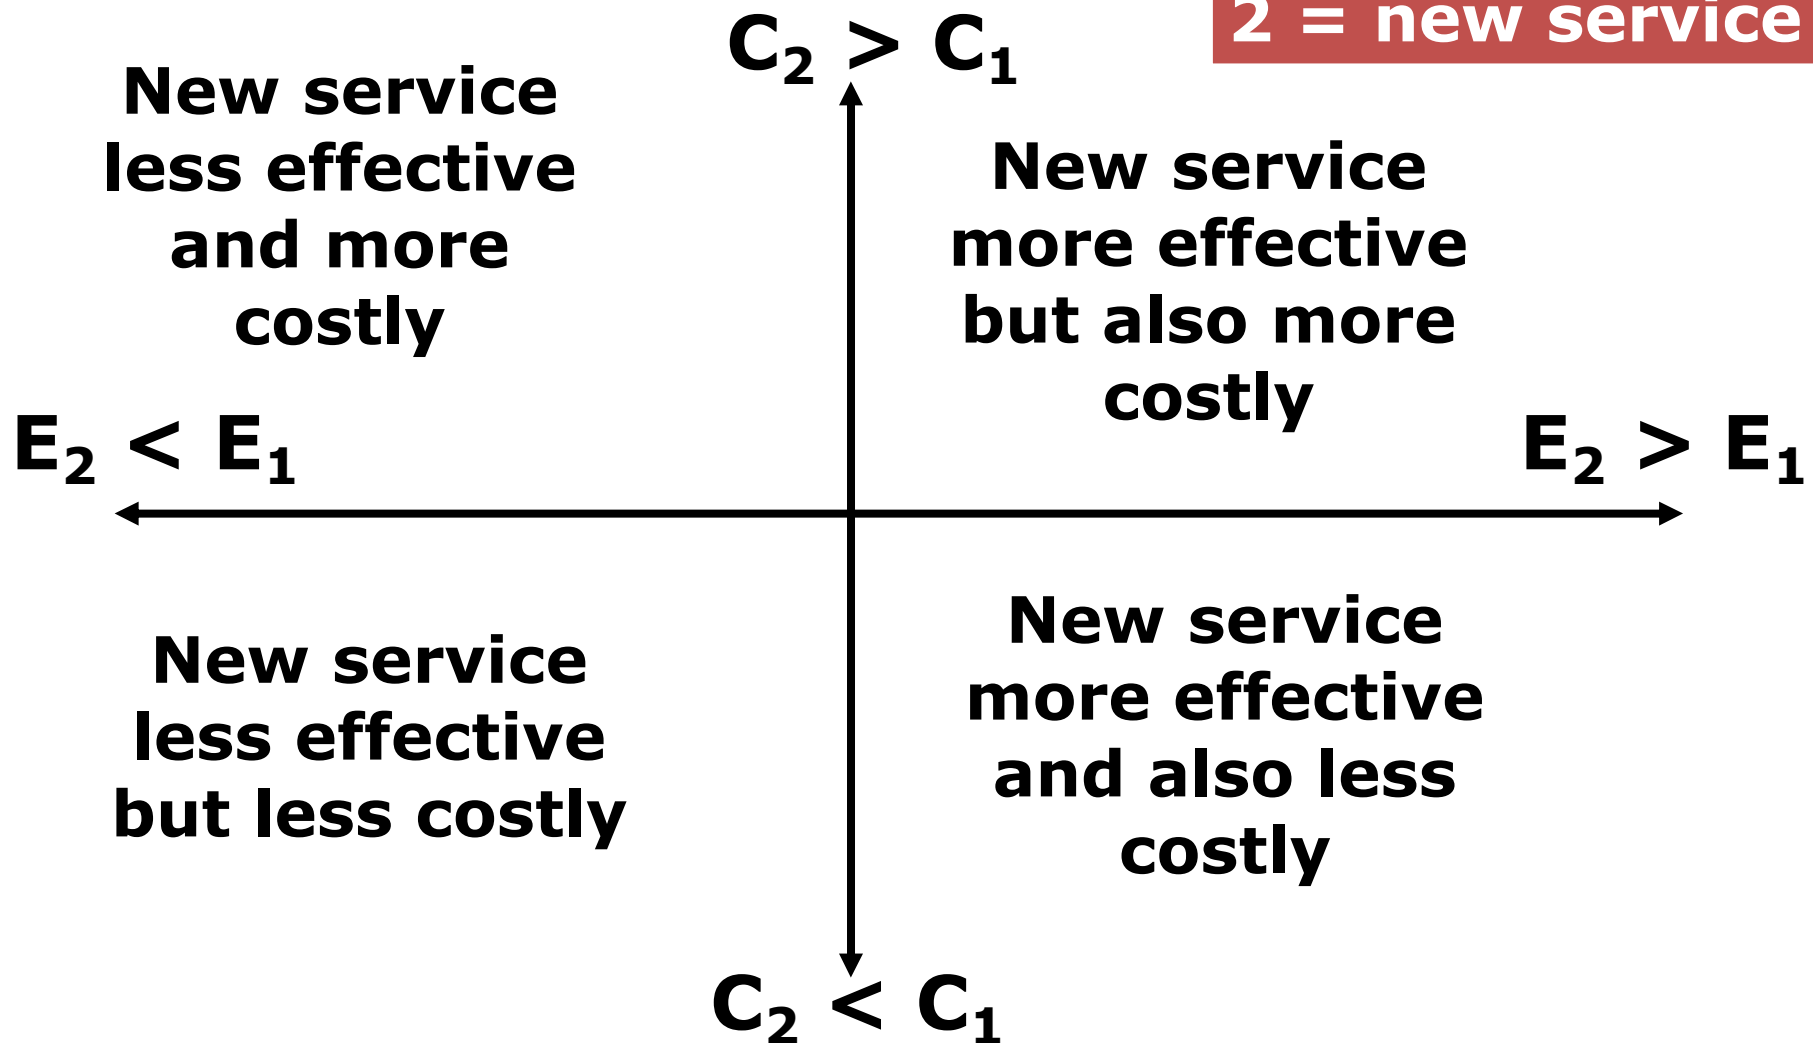 2 = new service
C₂ > C₁
New service
less effective
and more
costly
New service
more effective
but also more
costly
E₂ < E₁
E₂ > E₁
New service
less effective
but less costly
New service
more effective
and also less
costly
C₂ < C₁